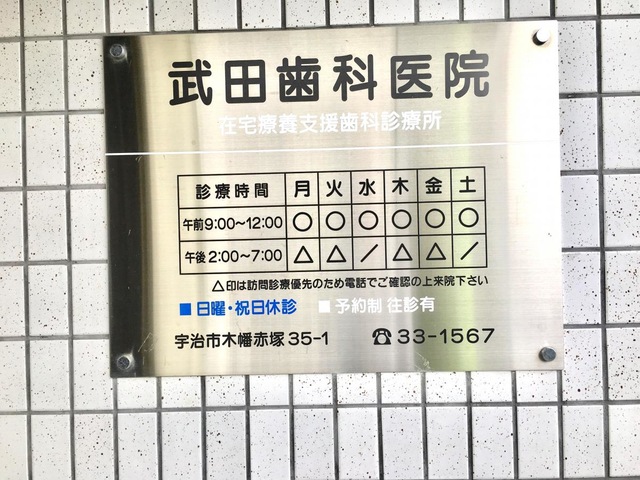 武田歯科医院
在宅療養支援歯科診療所
診療時間 月 火 水 木 金 土
午前9:00～12:00 ○ ○ ○ ○ ○ ○
午後2:00～7:00 △ △ ／ △ △ ／
△印は訪問診療優先のため電話でご確認の上来院下さい
■日曜・祝日休診 ■予約制 往診有
宇治市木幡赤塚35-1 ☎33-1567